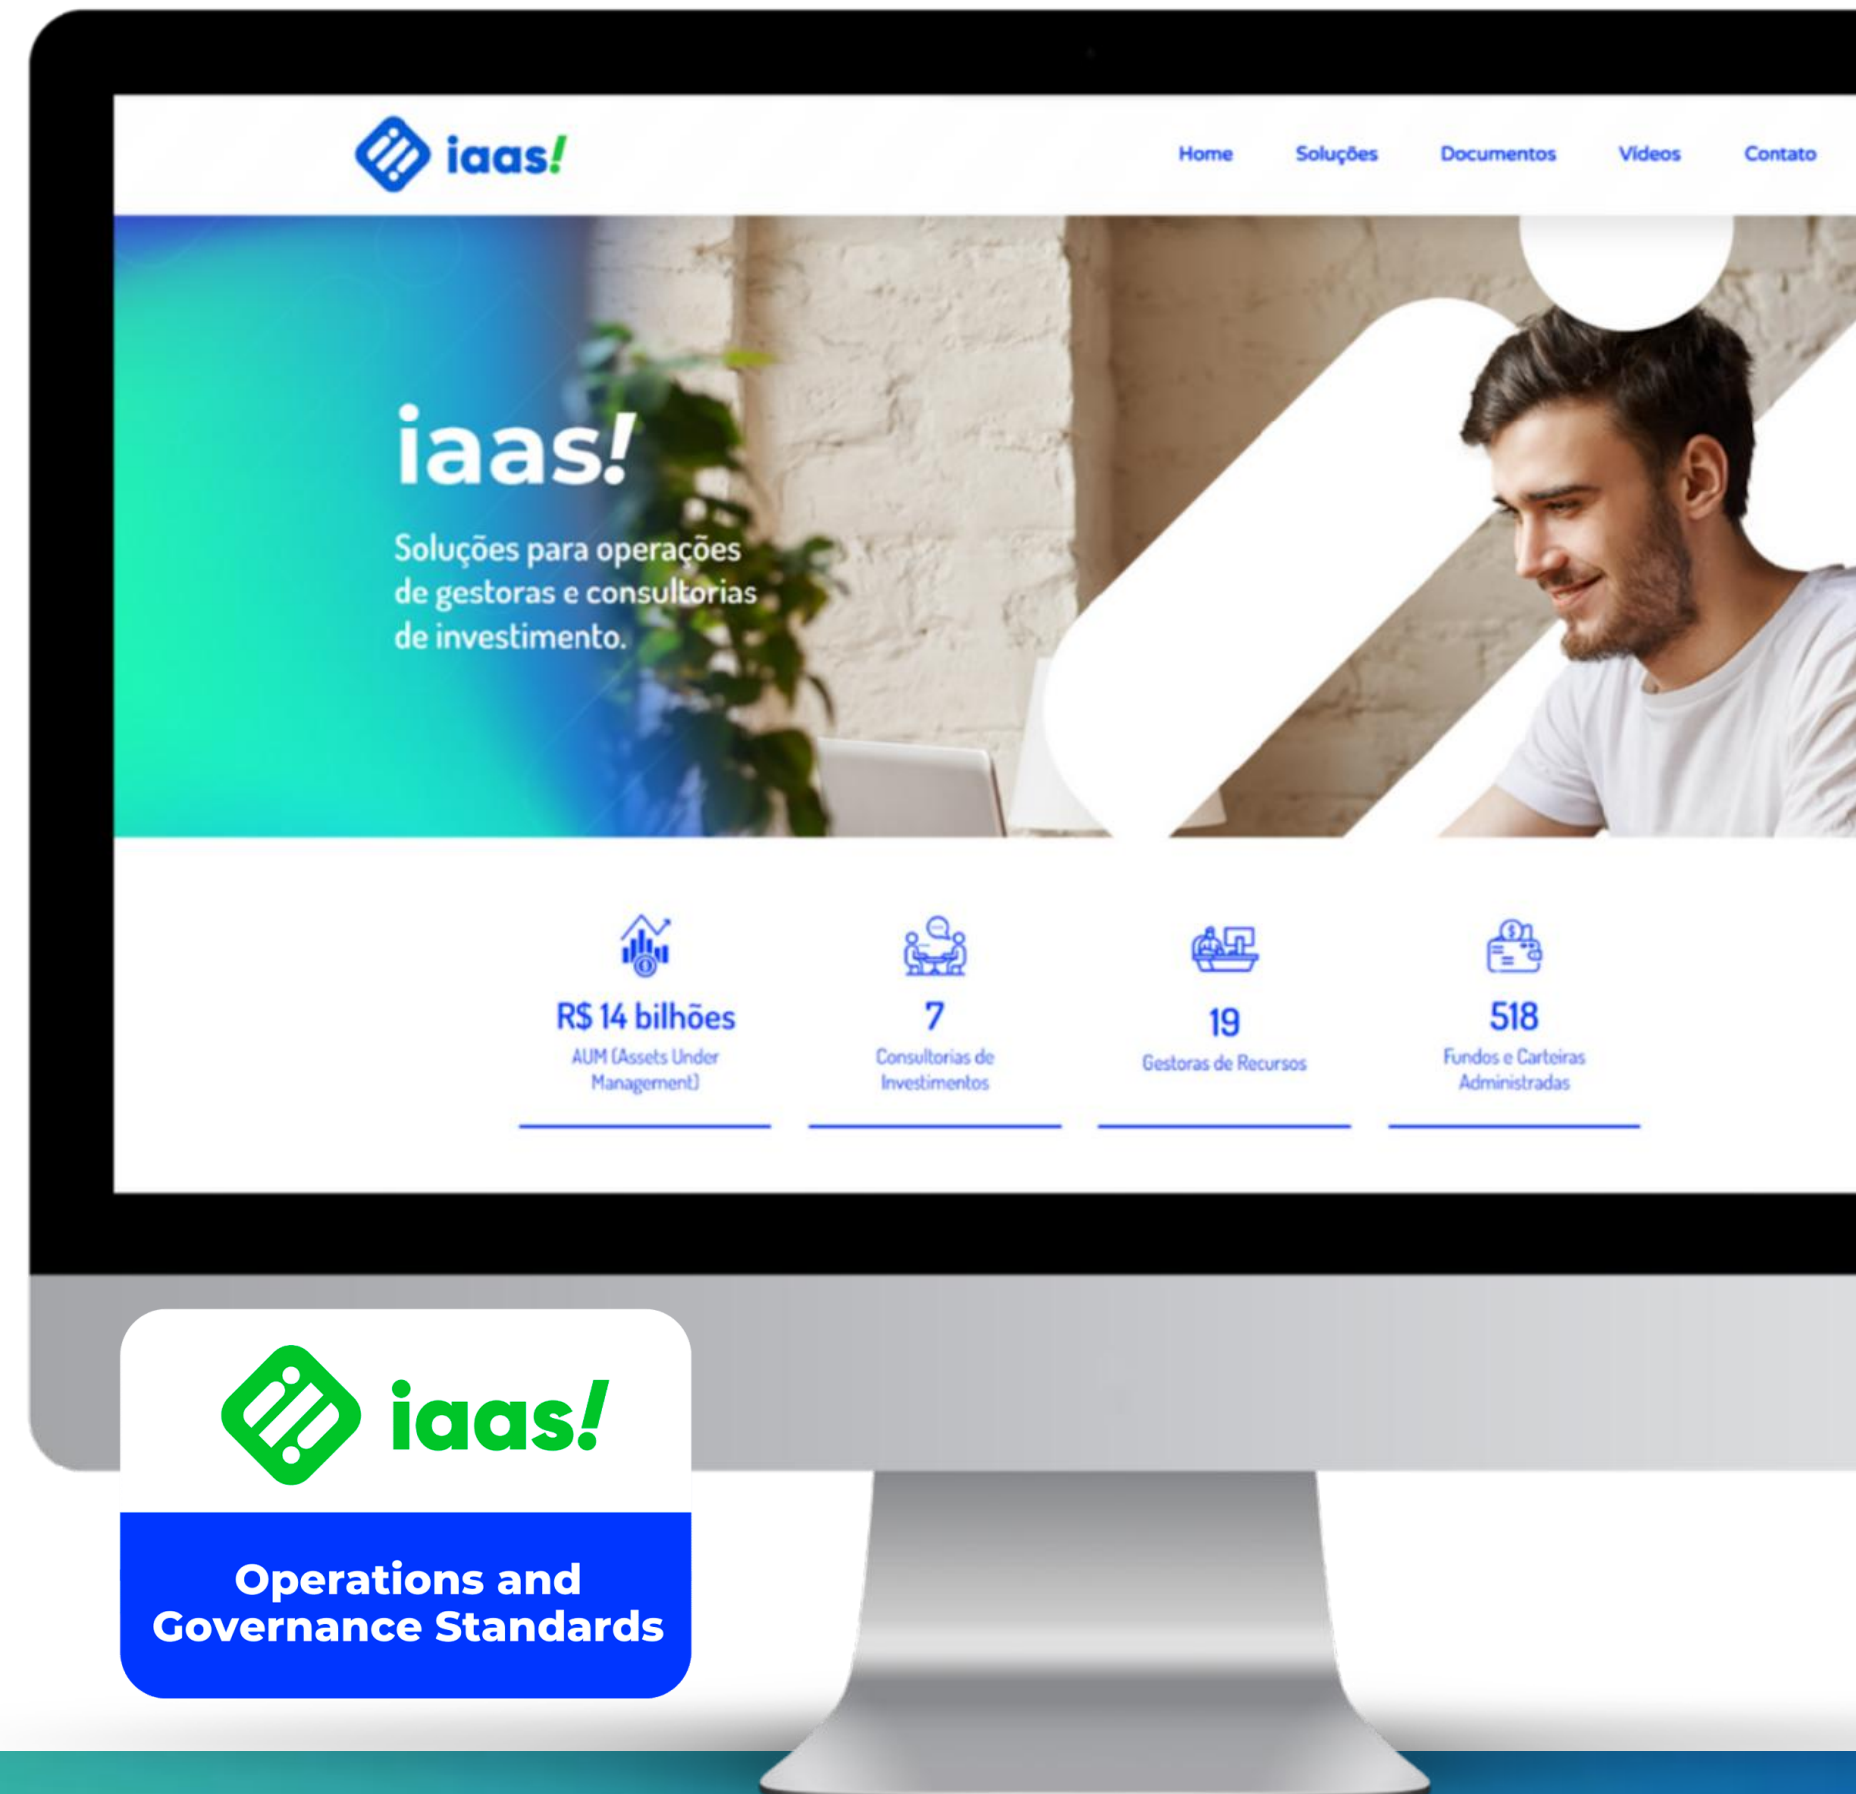 iaas!
Home Soluções Documentos Vídeos Contato
iaas!
Soluções para operações
de gestoras e consultorias
de investimento.
R$ 14 bilhões
AUM (Assets Under
Management)
7
Consultorias de
Investimentos
19
Gestoras de Recursos
518
Fundos e Carteiras
Administradas
iaas!
Operations and
Governance Standards